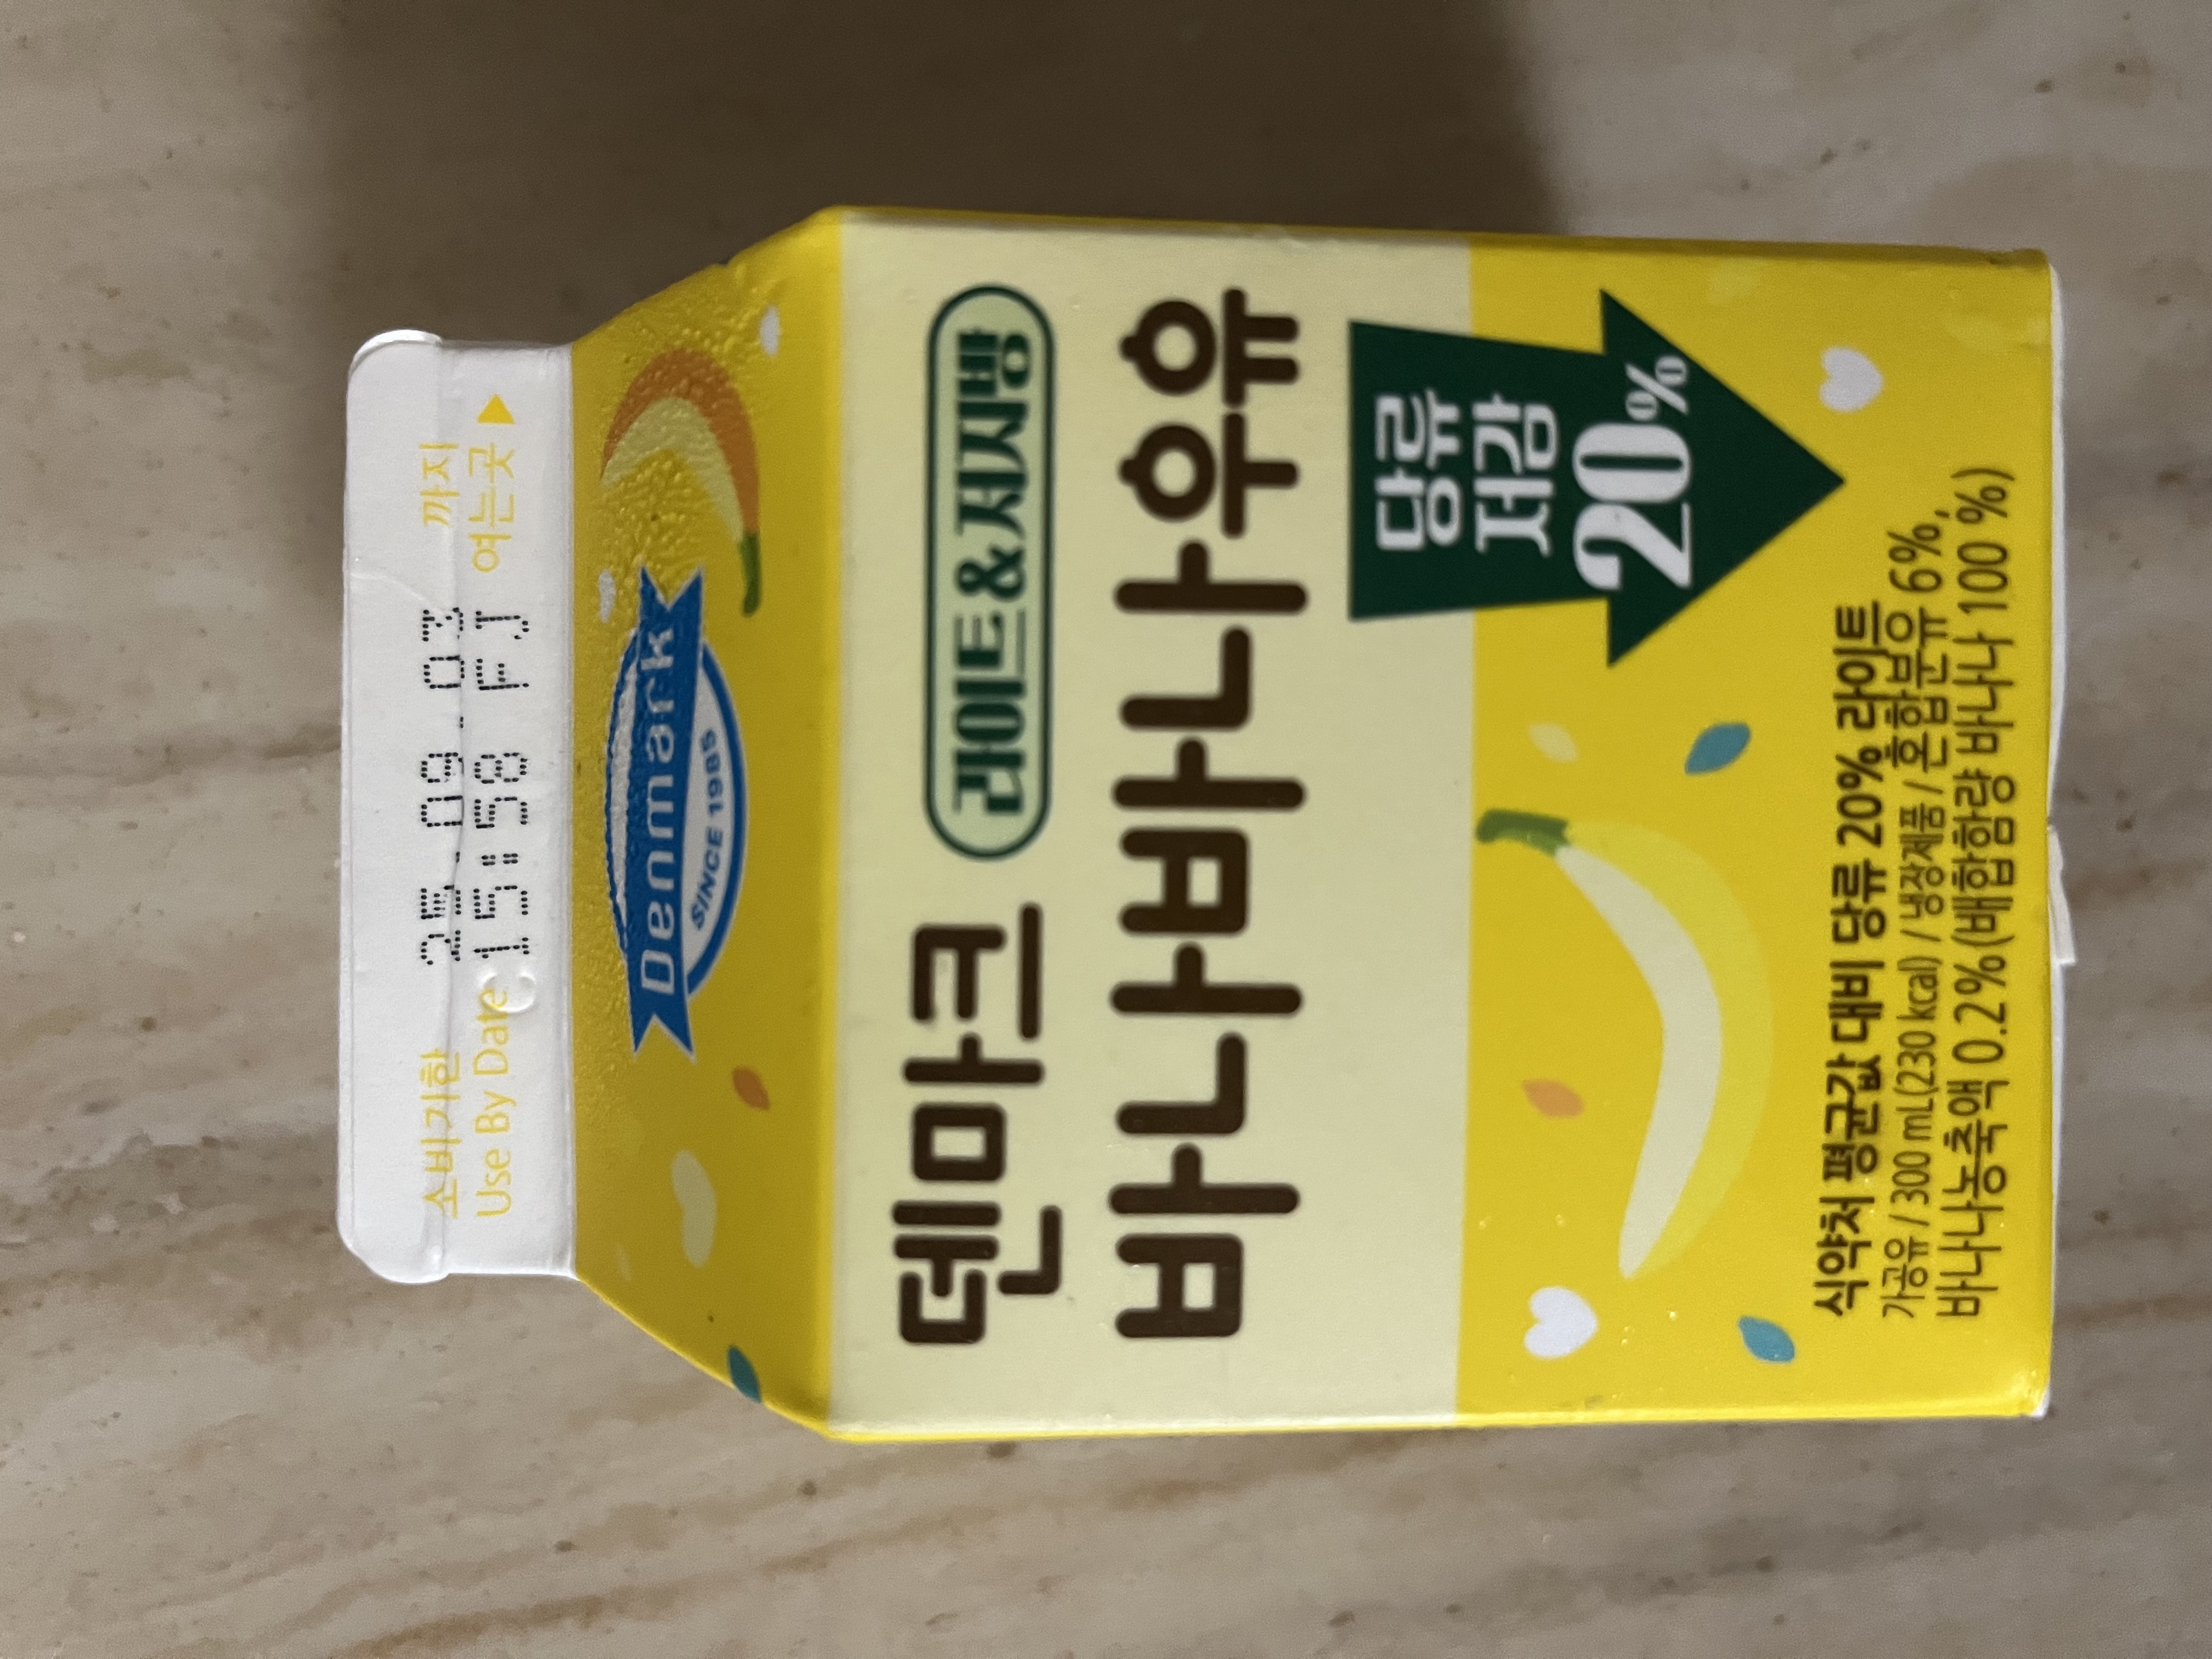 소비기한 25.09.03 까지
Use By Date C 15:58 FJ 여는곳▶
Denmark
SINCE 1985
덴마크 라이트&저지방
바나나바나나우유
당류
저감
20%
식약처 평균값 대비 당류 20% 라이트
가공유 / 300 mL(230 kcal) / 냉장제품 / 혼합분유 6%,
바나나농축액 0.2%(배합함량 바나나 100 %)